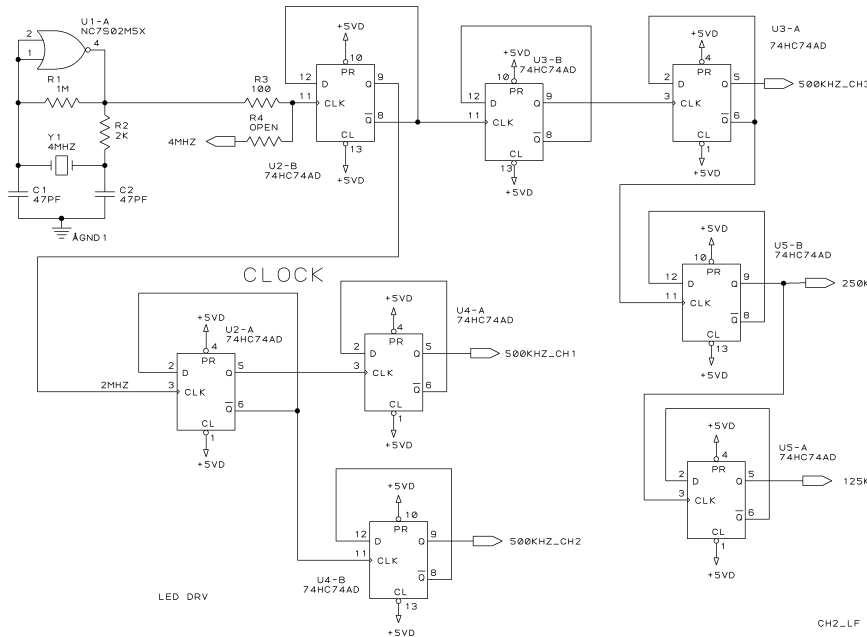 U1-A
NC7S02M5X
2
1
4
R1
1M
R2
2K
Y1
4MHZ
C1
47PF
C2
47PF
AGND1
R3
100
R4
OPEN
4MHZ
+5VD
10
PR
12
D
Q
9
11
CLK
Q
8
CL
13
+5VD
U2-B
74HC74AD
+5VD
U3-B
74HC74AD
10
PR
12
D
Q
9
11
CLK
Q
8
CL
13
+5VD
U3-A
74HC74AD
+5VD
4
PR
2
D
Q
5
500KHZ_CH3
3
CLK
Q
6
CL
1
+5VD
+5VD
U5-B
74HC74AD
10
PR
12
D
Q
9
250K
11
CLK
Q
8
CL
13
+5VD
CLOCK
+5VD
U2-A
74HC74AD
4
PR
2
D
Q
5
2MHZ
3
CLK
Q
6
CL
1
+5VD
+5VD
U4-A
74HC74AD
4
PR
2
D
Q
5
500KHZ_CH1
3
CLK
Q
6
CL
1
+5VD
+5VD
U5-A
74HC74AD
4
PR
2
D
Q
5
125K
3
CLK
Q
6
CL
1
+5VD
+5VD
10
PR
12
D
Q
9
500KHZ_CH2
11
CLK
Q
8
CL
13
+5VD
U4-B
74HC74AD
LED DRV
CH2_LF